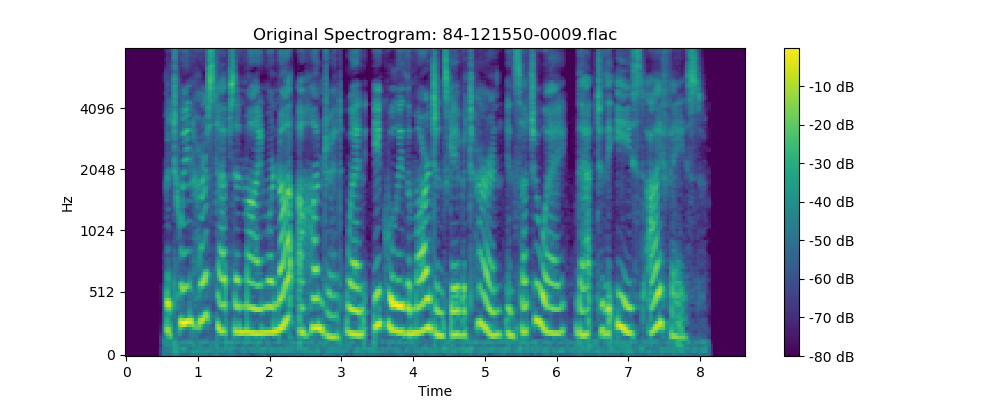 Original Spectrogram: 84-121550-0009.flac
Hz
4096
2048
1024
512
0
0 1 2 3 4 5 6 7 8
Time
-10 dB
-20 dB
-30 dB
-40 dB
-50 dB
-60 dB
-70 dB
-80 dB